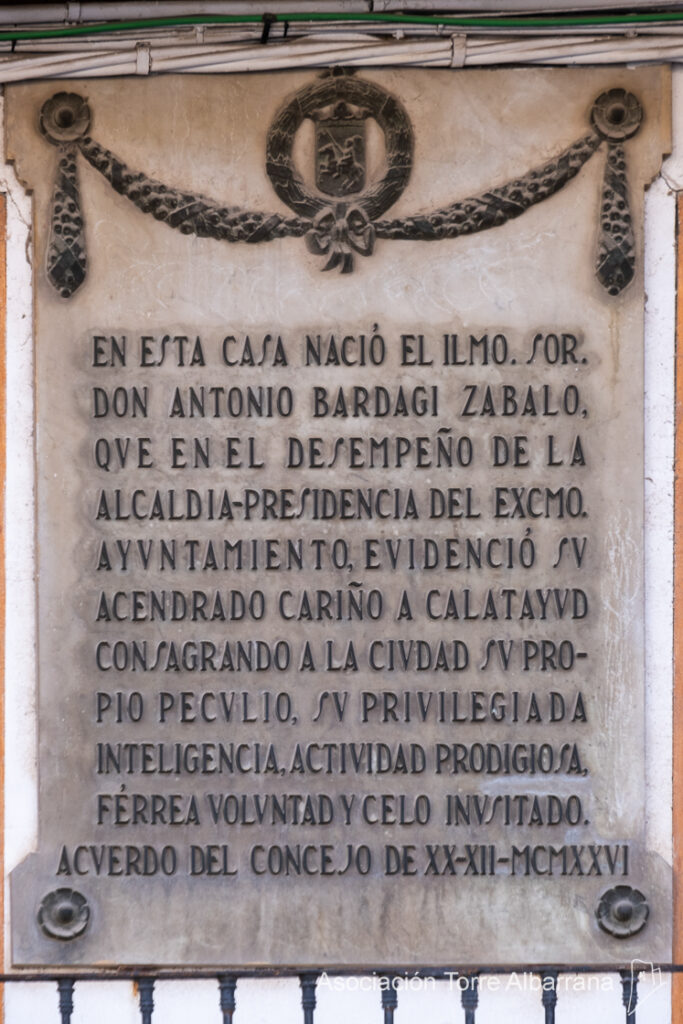 EN ESTA CASA NACIÓ EL ILMO. SOR.
DON ANTONIO BARDAGI ZABALO,
QVE EN EL DESEMPEÑO DE LA
ALCALDIA-PRESIDENCIA DEL EXCMO.
AYVNTAMIENTO, EVIDENCIÓ SV
ACENDRADO CARIÑO A CALATAYVD
CONSAGRANDO A LA CIVDAD SV PRO-
PIO PECVLIO, SV PRIVILEGIADA
INTELIGENCIA, ACTIVIDAD PRODIGIOSA,
FÉRREA VOLVNTAD Y CELO INVSITADO.
ACVERDO DEL CONCEJO DE XX-XII-MCMXXVI
Asociación Torre Albarrana